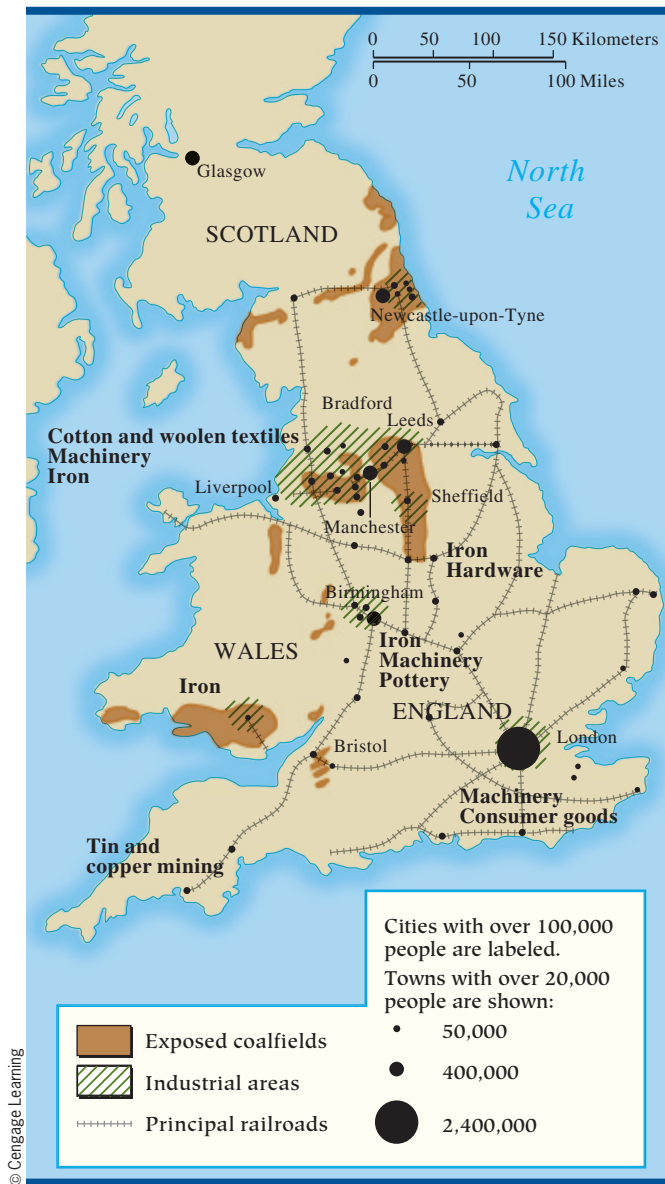 0 50 100 150 Kilometers
0 50 100 Miles
North
Sea
Glasgow
SCOTLAND
Newcastle-upon-Tyne
Bradford
Leeds
Cotton and woolen textiles
Machinery
Iron
Liverpool
Sheffield
Manchester
Iron
Hardware
Birmingham
WALES
Iron
Machinery
Pottery
Iron
ENGLAND
London
Bristol
Machinery
Consumer goods
Tin and
copper mining
Cities with over 100,000
people are labeled.
Towns with over 20,000
people are shown:
50,000
400,000
2,400,000
Exposed coalfields
Industrial areas
Principal railroads
© Cengage Learning